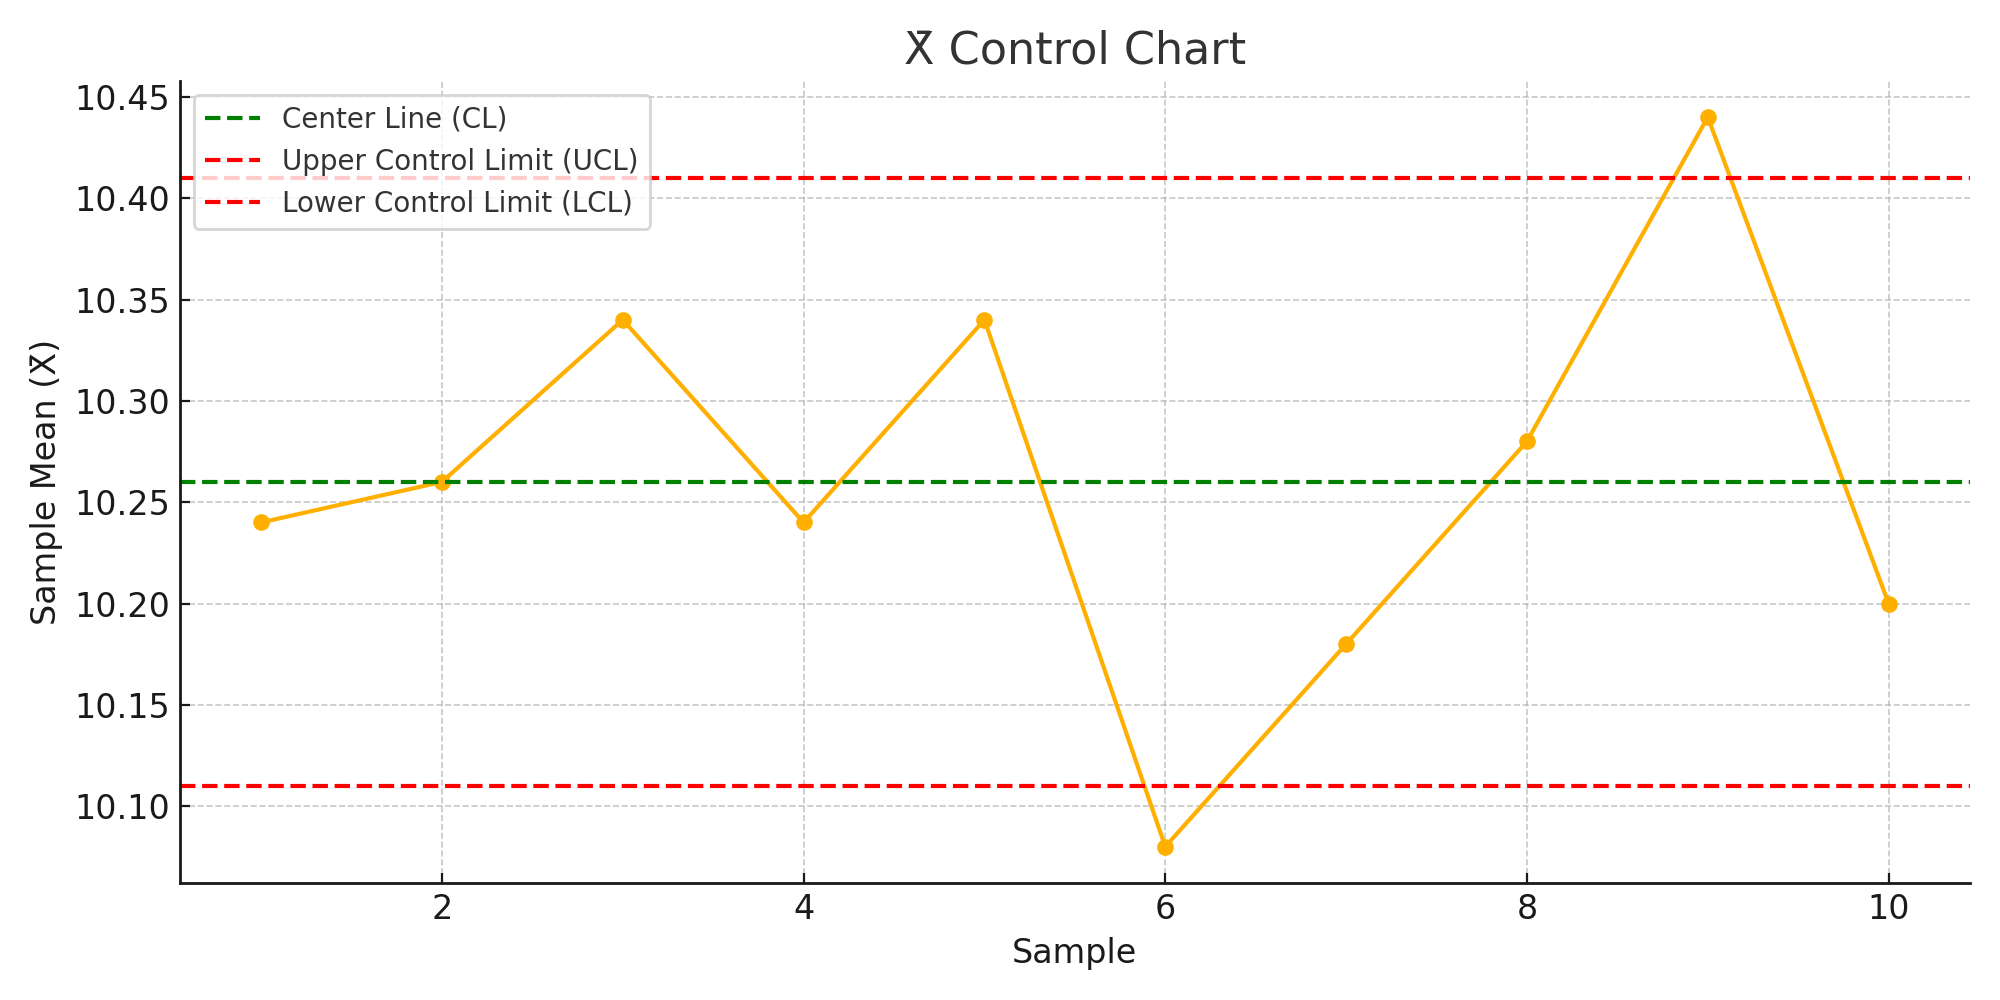 X̄ Control Chart
Center Line (CL)
Upper Control Limit (UCL)
Lower Control Limit (LCL)
10.45
10.40
10.35
10.30
10.25
10.20
10.15
10.10
Sample Mean (X̄)
2 4 6 8 10
Sample